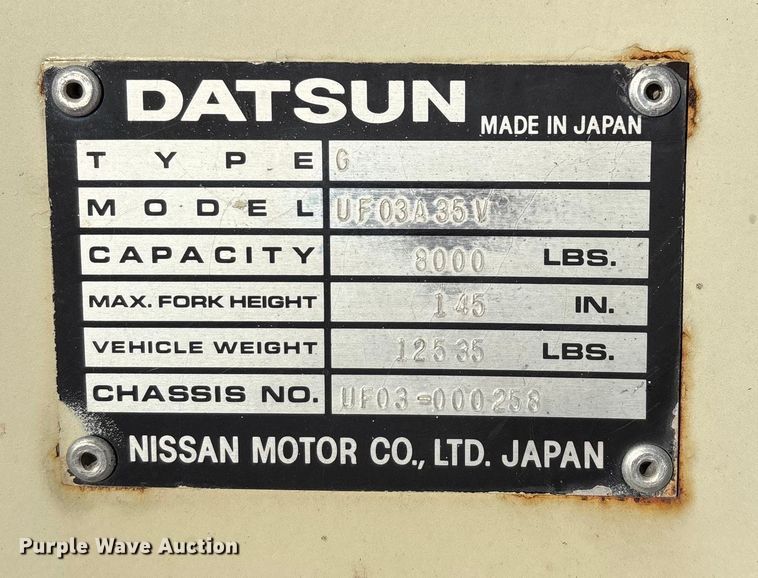 DATSUN
MADE IN JAPAN
TYPE G
MODEL UF03A35V
CAPACITY 8000 LBS.
MAX. FORK HEIGHT 145 IN.
VEHICLE WEIGHT 12535 LBS.
CHASSIS NO. UF03-000258
NISSAN MOTOR CO., LTD. JAPAN
Purple Wave Auction